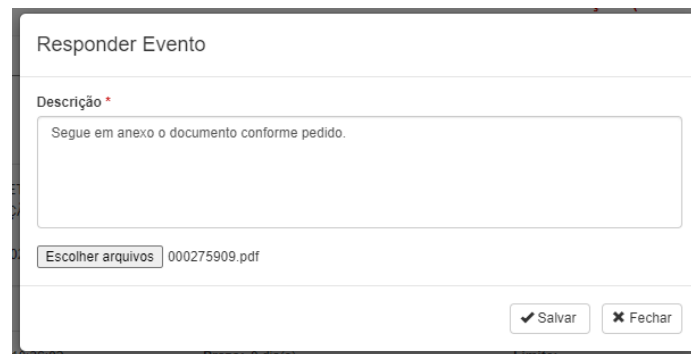 Responder Evento
Descrição *
Segue em anexo o documento conforme pedido.
Escolher arquivos 000275909.pdf
✔ Salvar ✖ Fechar